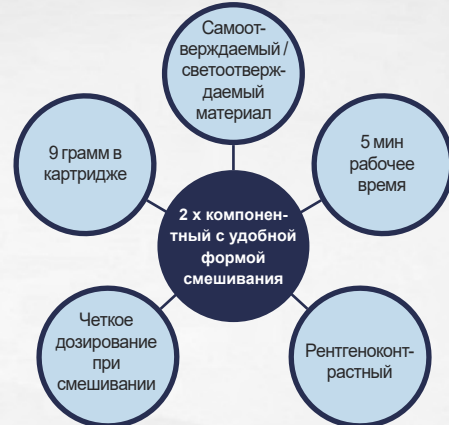 Самоот-
верждаемый /
светоотверж-
даемый
материал
9 грамм в
картридже
5 мин
рабочее
время
2 х компонен-
тный с удобной
формой
смешивания
Четкое
дозирование
при
смешивании
Рентгеноконт-
растный